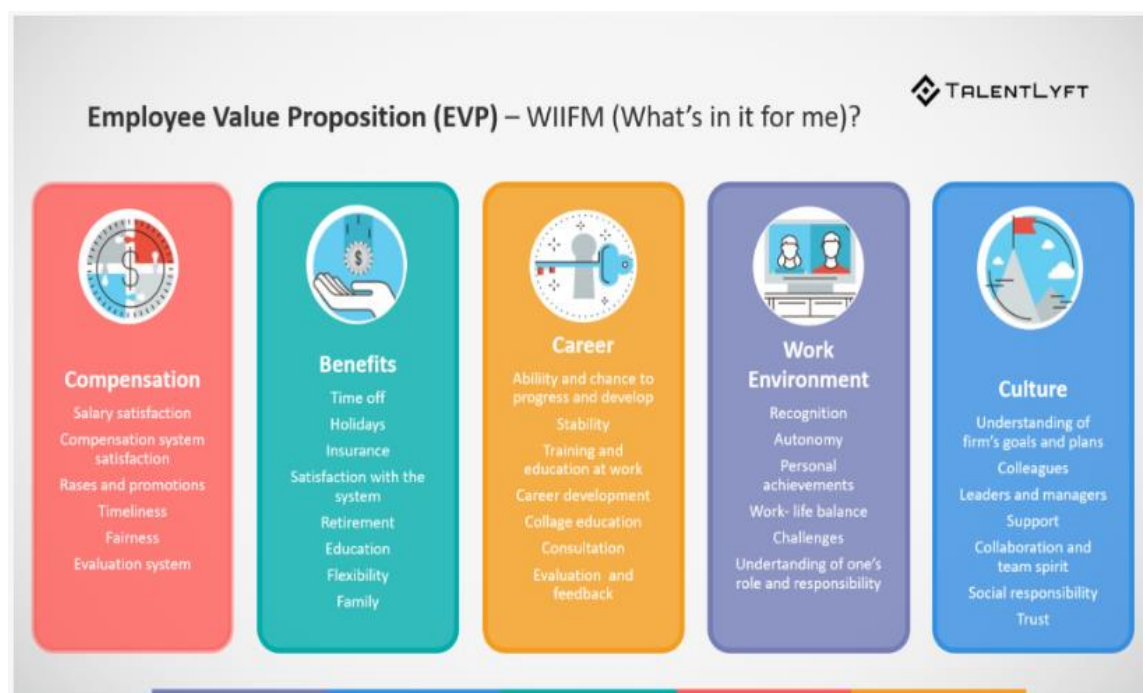 TALENTLYFT
Employee Value Proposition (EVP) – WIIFM (What's in it for me)?
Compensation
Salary satisfaction
Compensation system
satisfaction
Rases and promotions
Timeliness
Fairness
Evaluation system
Benefits
Time off
Holidays
Insurance
Satisfaction with the
system
Retirement
Education
Flexibility
Family
Career
Ability and chance to
progress and develop
Stability
Training and
education at work
Career development
Collage education
Consultation
Evaluation and
feedback
Work
Environment
Recognition
Autonomy
Personal
achievements
Work- life balance
Challenges
Undertanding of one's
role and responsibility
Culture
Understanding of
firm's goals and plans
Colleagues
Leaders and managers
Support
Collaboration and
team spirit
Social responsibility
Trust